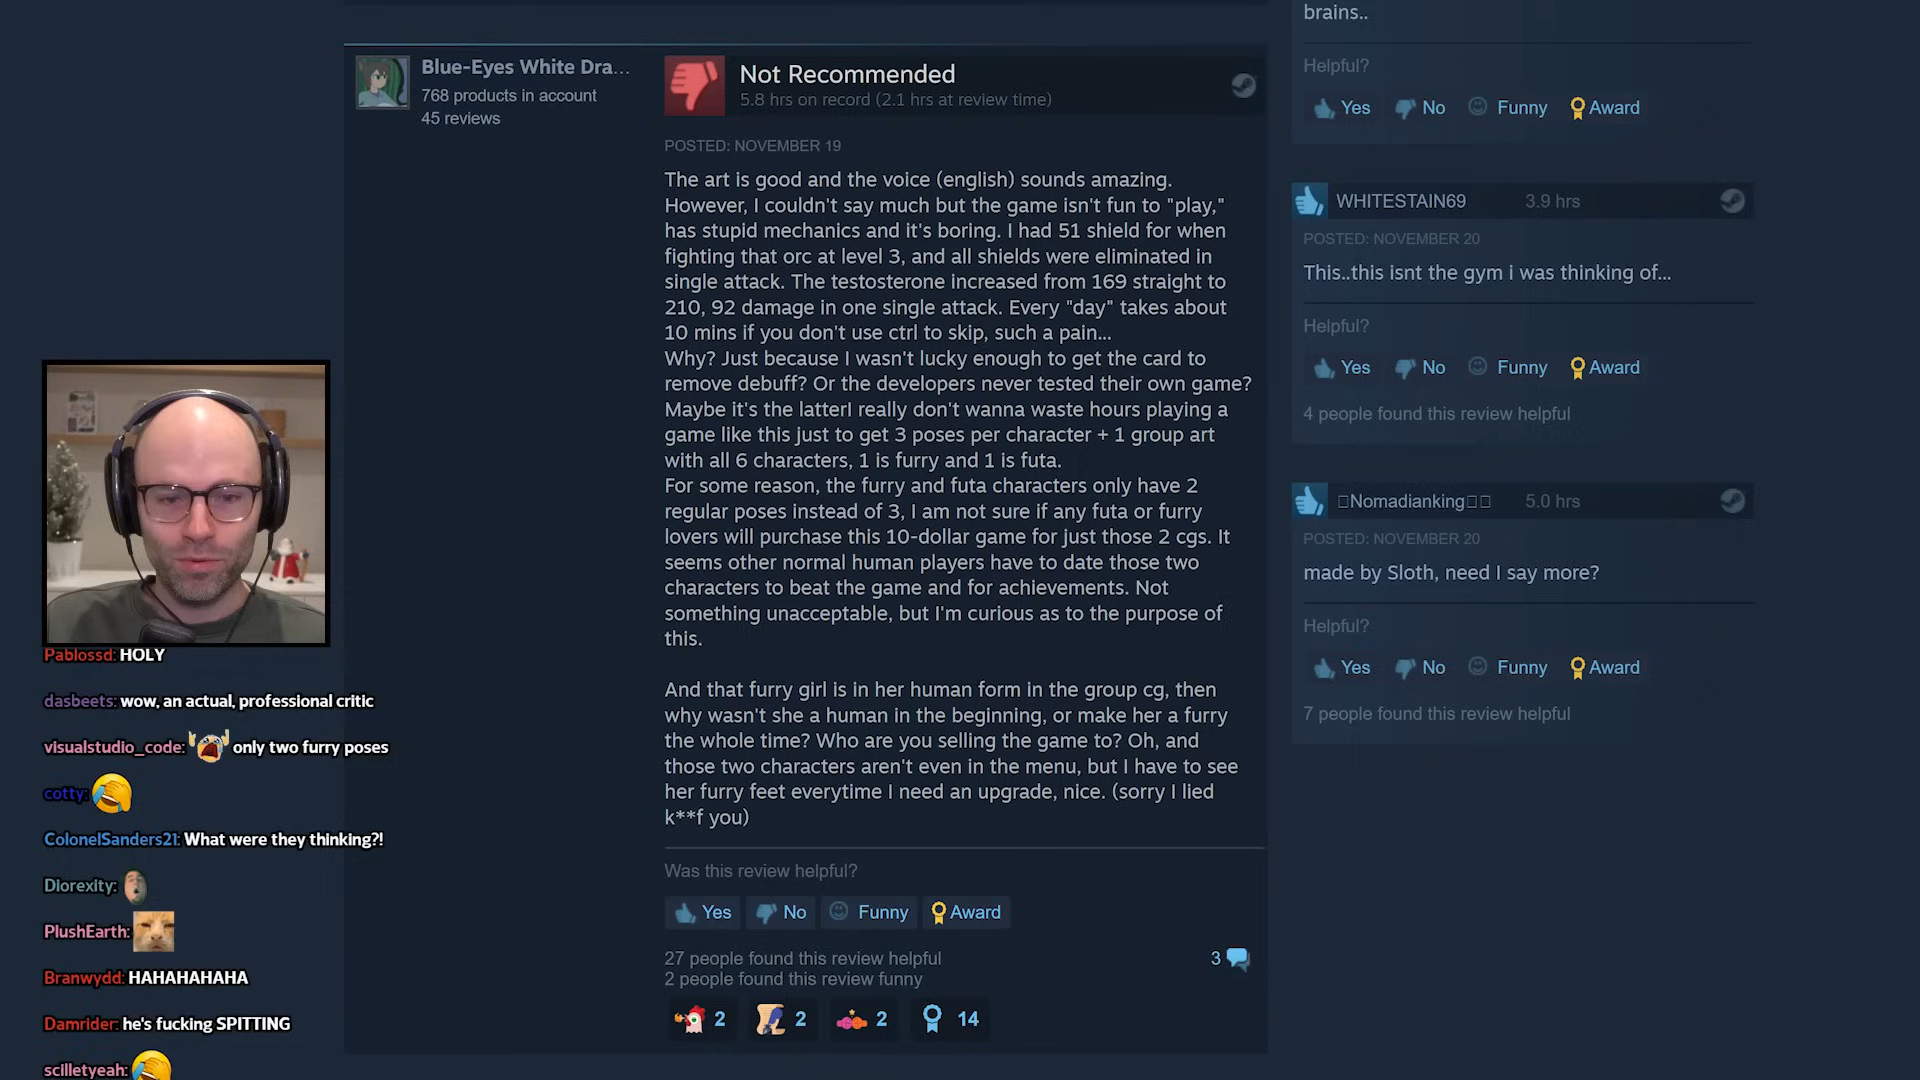 Blue-Eyes White Dra...
768 products in account
45 reviews
Not Recommended
5.8 hrs on record (2.1 hrs at review time)
POSTED: NOVEMBER 19
The art is good and the voice (english) sounds amazing.
However, I couldn't say much but the game isn't fun to "play,"
has stupid mechanics and it's boring. I had 51 shield for when
fighting that orc at level 3, and all shields were eliminated in
single attack. The testosterone increased from 169 straight to
210, 92 damage in one single attack. Every "day" takes about
10 mins if you don't use ctrl to skip, such a pain...
Why? Just because I wasn't lucky enough to get the card to
remove debuff? Or the developers never tested their own game?
Maybe it's the latterI really don't wanna waste hours playing a
game like this just to get 3 poses per character + 1 group art
with all 6 characters, 1 is furry and 1 is futa.
For some reason, the furry and futa characters only have 2
regular poses instead of 3, I am not sure if any futa or furry
lovers will purchase this 10-dollar game for just those 2 cgs. It
seems other normal human players have to date those two
characters to beat the game and for achievements. Not
something unacceptable, but I'm curious as to the purpose of
this.
And that furry girl is in her human form in the group cg, then
why wasn't she a human in the beginning, or make her a furry
the whole time? Who are you selling the game to? Oh, and
those two characters aren't even in the menu, but I have to see
her furry feet everytime I need an upgrade, nice. (sorry I lied
k**f you)
Was this review helpful?
Yes No Funny Award
27 people found this review helpful
2 people found this review funny
3
2 2 2 14
brains..
Helpful?
Yes No Funny Award
WHITESTAIN69 3.9 hrs
POSTED: NOVEMBER 20
This..this isnt the gym i was thinking of...
Helpful?
Yes No Funny Award
4 people found this review helpful
Nomadianking 5.0 hrs
POSTED: NOVEMBER 20
made by Sloth, need I say more?
Helpful?
Yes No Funny Award
7 people found this review helpful
Pablossd: HOLY
dasbeets: wow, an actual, professional critic
visualstudio_code: only two furry poses
cotty:
ColonelSanders21: What were they thinking?!
Diorexity:
PlushEarth:
Branwydd: HAHAHAHAHA
Damrider: he's fucking SPITTING
scilletyeah: